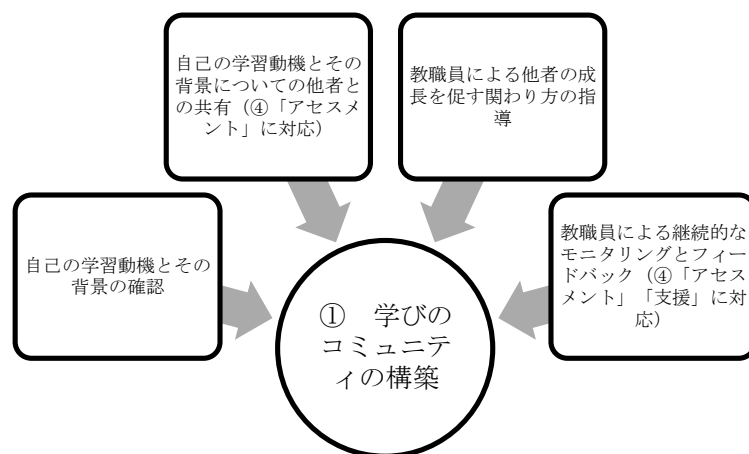 自己の学習動機とその
背景についての他者と
の共有（④「アセスメ
ント」に対応）
教職員による他者の成
長を促す関わり方の指
導
自己の学習動機とその
背景の確認
教職員による継続的な
モニタリングとフィー
ドバック（④「アセス
メント」「支援」に対
応）
①　学びの
コミュニテ
ィの構築